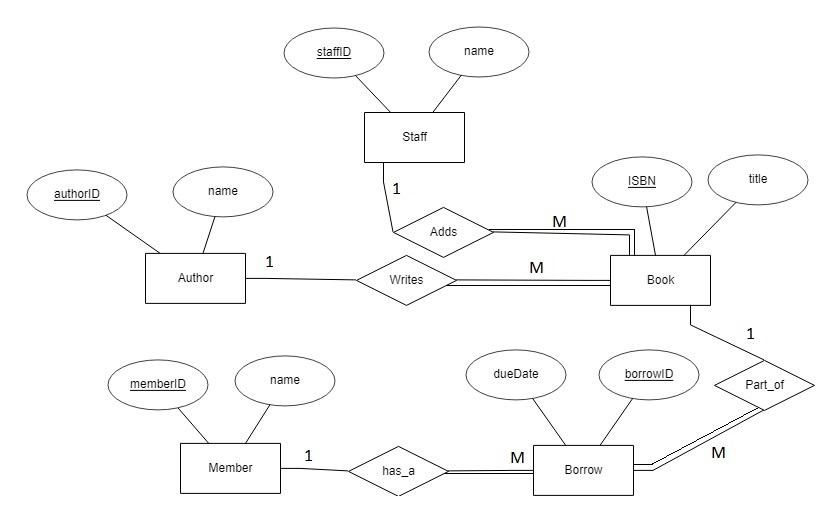 staffID
name
Staff
1
Adds
M
authorID
name
ISBN
title
Author
1
Writes
M
Book
1
Part_of
M
memberID
name
dueDate
borrowID
Member
1
has_a
M
Borrow